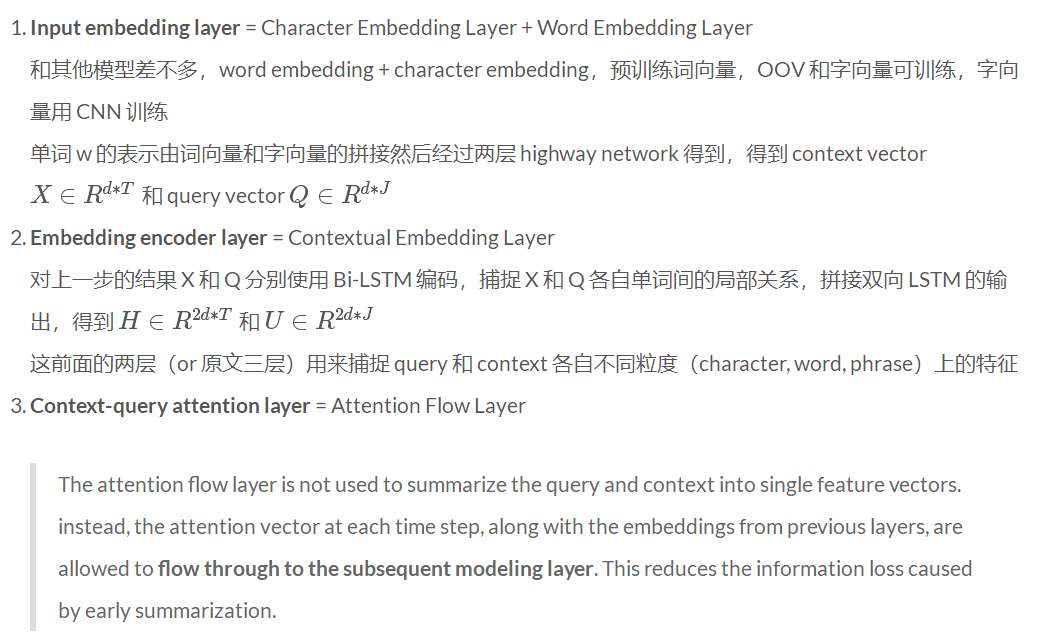 1. Input embedding layer = Character Embedding Layer + Word Embedding Layer
和其他模型差不多，word embedding + character embedding，预训练词向量，OOV 和字向量可训练，字向
量用 CNN 训练
单词 w 的表示由词向量和字向量的拼接然后经过两层 highway network 得到，得到 context vector
X ∈ R^{d*T} 和 query vector Q ∈ R^{d*J}
2. Embedding encoder layer = Contextual Embedding Layer
对上一步的结果 X 和 Q 分别使用 Bi-LSTM 编码，捕捉 X 和 Q 各自单词间的局部关系，拼接双向 LSTM 的输
出，得到 H ∈ R^{2d*T} 和 U ∈ R^{2d*J}
这前面的两层（or 原文三层）用来捕捉 query 和 context 各自不同粒度（character, word, phrase）上的特征
3. Context-query attention layer = Attention Flow Layer
The attention flow layer is not used to summarize the query and context into single feature vectors.
instead, the attention vector at each time step, along with the embeddings from previous layers, are
allowed to flow through to the subsequent modeling layer. This reduces the information loss caused
by early summarization.